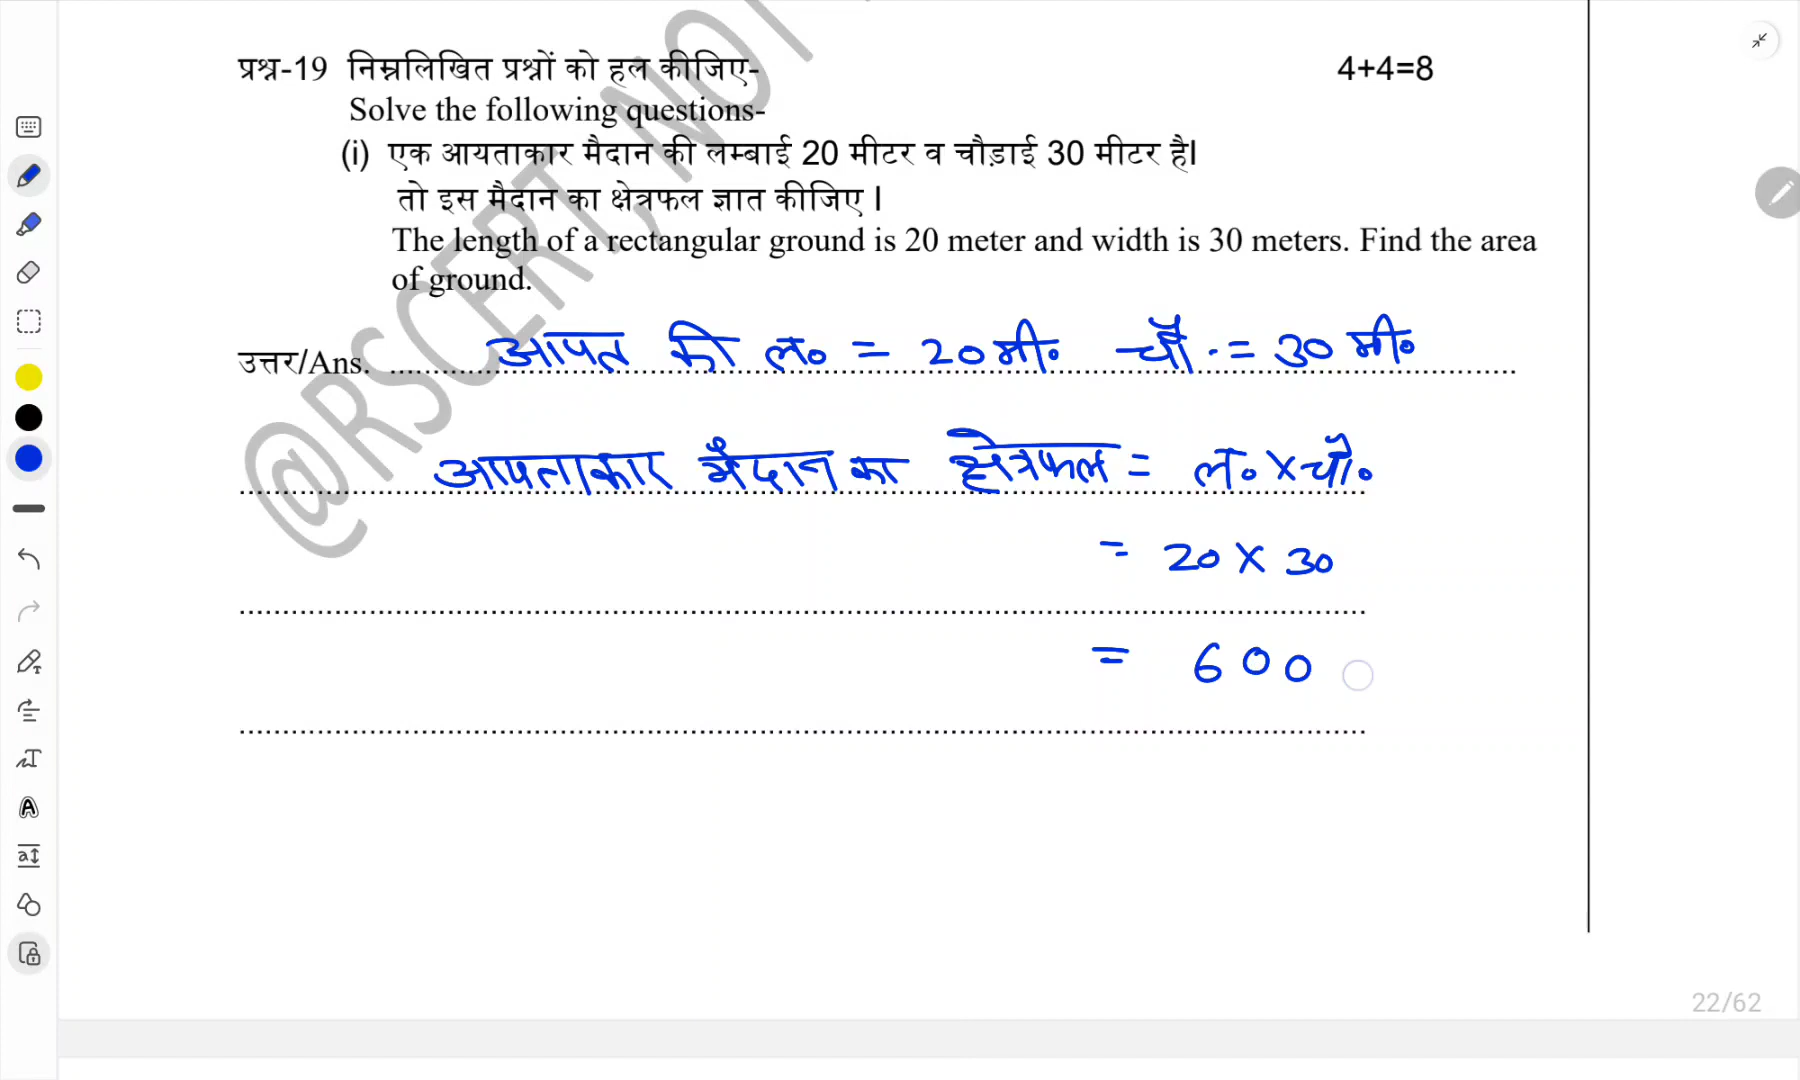 प्रश्न-19 निम्नलिखित प्रश्नों को हल कीजिए- 4+4=8
Solve the following questions-
(i) एक आयताकार मैदान की लम्बाई 20 मीटर व चौड़ाई 30 मीटर है।
तो इस मैदान का क्षेत्रफल ज्ञात कीजिए ।
The length of a rectangular ground is 20 meter and width is 30 meters. Find the area
of ground.
उत्तर/Ans. आयत की ल० = 20 मी० चौ. = 30 मी०
आयताकार मैदान का क्षेत्रफल = ल० × चौ०
= 20 × 30
= 600
@RSCERT, NOT
22/62